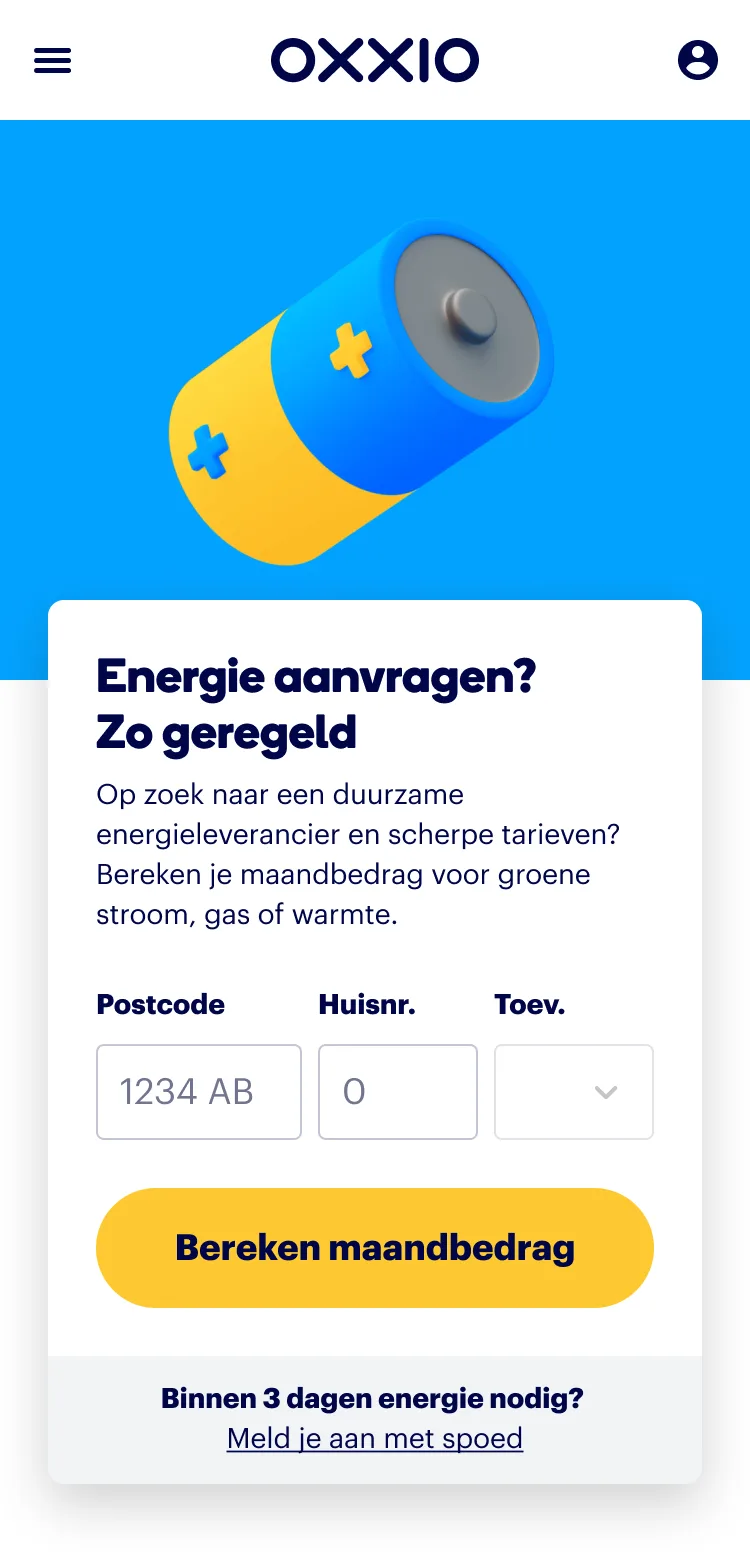 OXXIO
Energie aanvragen?
Zo geregeld
Op zoek naar een duurzame
energieleverancier en scherpe tarieven?
Bereken je maandbedrag voor groene
stroom, gas of warmte.
Postcode Huisnr. Toev.
1234 AB 0
Bereken maandbedrag
Binnen 3 dagen energie nodig?
Meld je aan met spoed